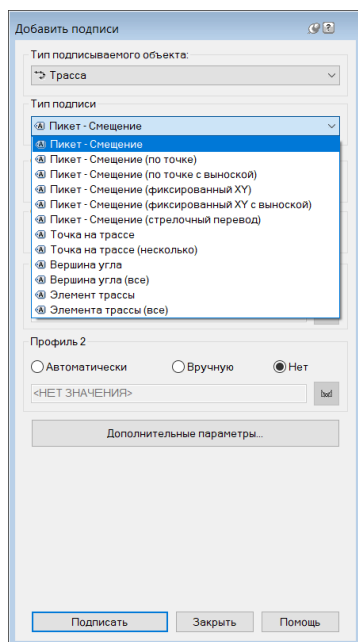 Добавить подписи
Тип подписываемого объекта:
Трасса
Тип подписи
Пикет - Смещение
Пикет - Смещение
Пикет - Смещение (по точке)
Пикет - Смещение (по точке с выноской)
Пикет - Смещение (фиксированный XY)
Пикет - Смещение (фиксированный XY с выноской)
Пикет - Смещение (стрелочный перевод)
Точка на трассе
Точка на трассе (несколько)
Вершина угла
Вершина угла (все)
Элемент трассы
Элемента трассы (все)
Профиль 2
Автоматически Вручную Нет
<НЕТ ЗНАЧЕНИЯ>
Дополнительные параметры...
Подписать Закрыть Помощь